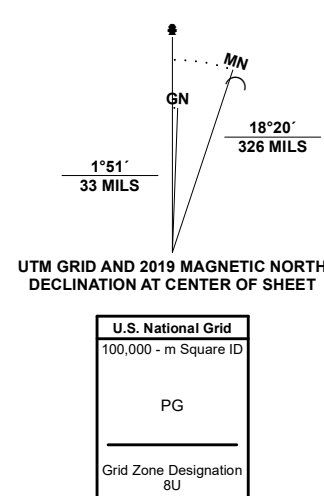 MN
GN
18°20´
326 MILS
1°51´
33 MILS
UTM GRID AND 2019 MAGNETIC NORTH
DECLINATION AT CENTER OF SHEET
U.S. National Grid
100,000 - m Square ID
PG
Grid Zone Designation
8U